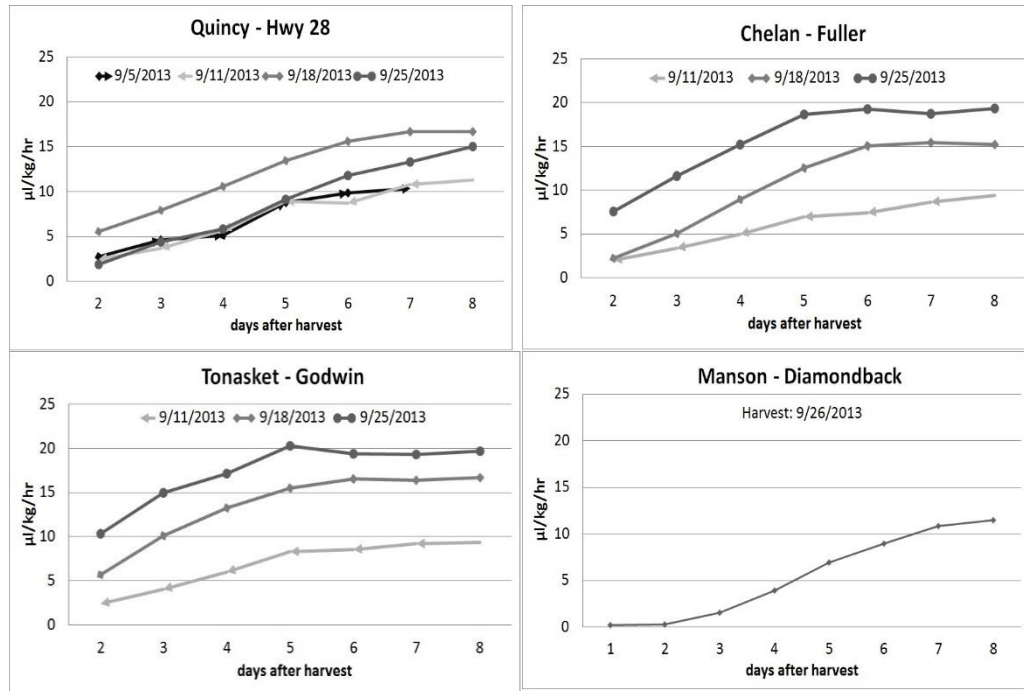 Quincy - Hwy 28
25
20
15
10
5
0
µl/kg/hr
9/5/2013 9/11/2013 9/18/2013 9/25/2013
2 3 4 5 6 7 8
days after harvest
Chelan - Fuller
25
20
15
10
5
0
µl/kg/hr
9/11/2013 9/18/2013 9/25/2013
2 3 4 5 6 7 8
days after harvest
Tonasket - Godwin
25
20
15
10
5
0
µl/kg/hr
9/11/2013 9/18/2013 9/25/2013
2 3 4 5 6 7 8
days after harvest
Manson - Diamondback
Harvest: 9/26/2013
25
20
15
10
5
0
µl/kg/hr
1 2 3 4 5 6 7 8
days after harvest